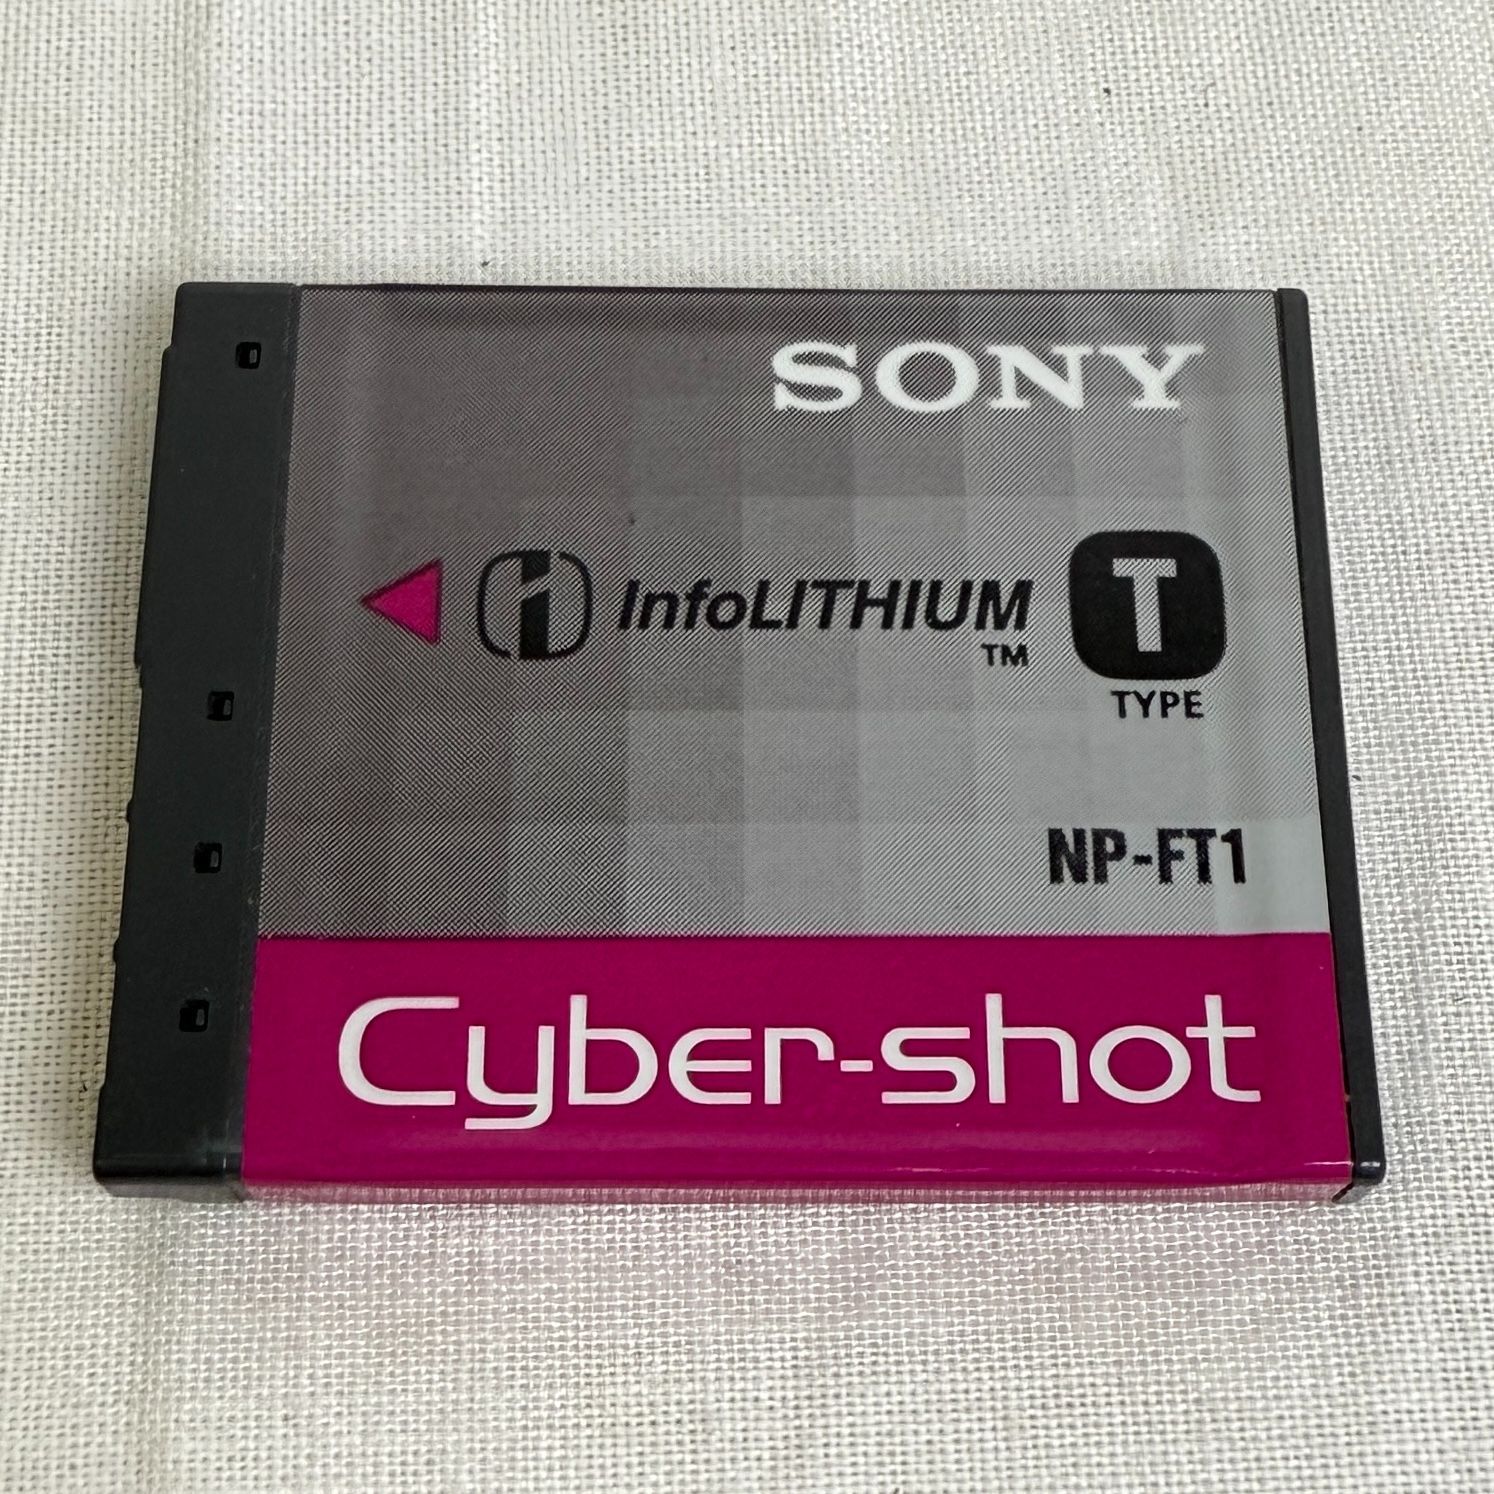 SONY
InfoLITHIUM T
TM
TYPE
NP-FT1
Cyber-shot